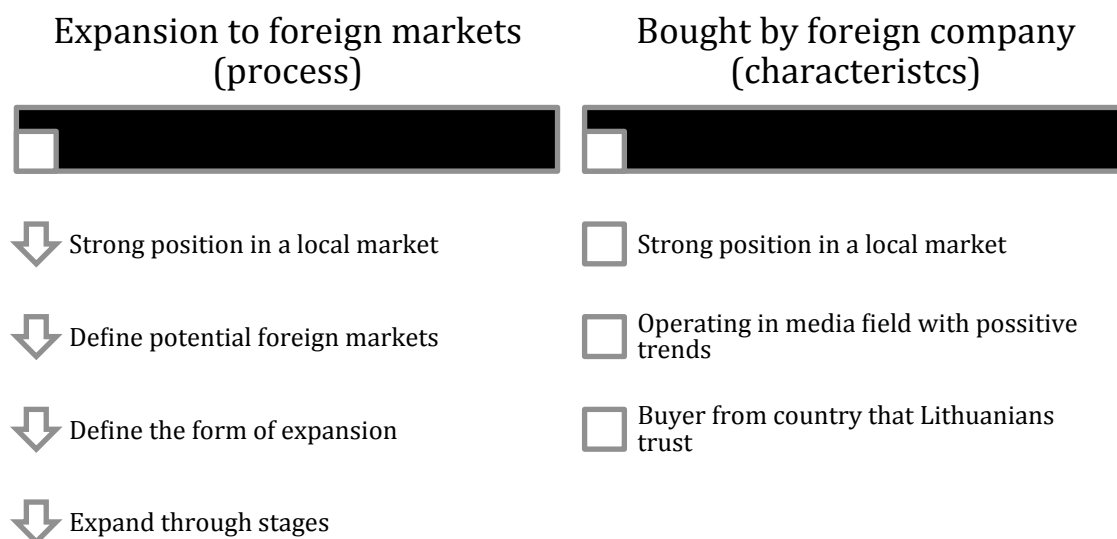 Expansion to foreign markets
(process)
Strong position in a local market
Define potential foreign markets
Define the form of expansion
Expand through stages
Bought by foreign company
(characteristcs)
Strong position in a local market
Operating in media field with possitive
trends
Buyer from country that Lithuanians
trust